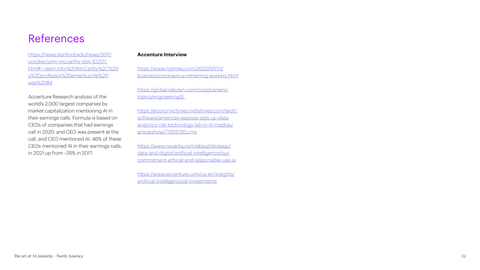 References
https://news.stanford.edu/news/2011/
october/john-mccarthy-obit-102511.
html#:~:text=John%20McCarthy%2C%20
a%20professor%20emeritus,He%20
was%2084
Accenture Research analysis of the
world's 2,000 largest companies by
market capitalization mentioning AI in
their earnings calls. Formula is based on
CEOs of companies that had earnings
call in 2020, and CEO was present at the
call, and CEO mentioned AI. 46% of these
CEOs mentioned AI in their earnings calls,
in 2021 up from ~35% in 2017.
Accenture Interview
https://www.nytimes.com/2020/07/13/
business/coronavirus-retraining-workers.html
https://global.rakuten.com/corp/careers/
topics/engineering3/
https://economictimes.indiatimes.com/tech/
software/american-express-sets-up-data-
analytics-risk-technology-lab-in-iit-madras/
articleshow/77925793.cms
https://www.novartis.com/about/strategy/
data-and-digital/artificial-intelligence/our-
commitment-ethical-and-responsible-use-ai
https://www.accenture.com/us-en/insights/
artificial-intelligence/ai-investments
The art of AI maturity - North America